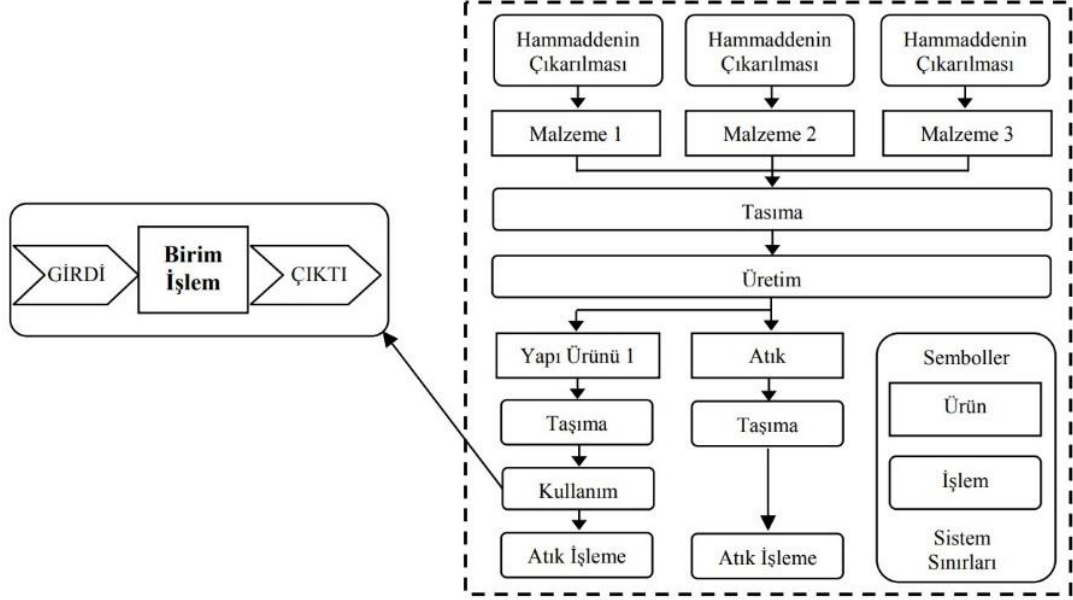 Hammaddenin
Çıkarılması
Hammaddenin
Çıkarılması
Hammaddenin
Çıkarılması
Malzeme 1
Malzeme 2
Malzeme 3
Tasıma
Üretim
GİRDİ
Birim
İşlem
ÇIKTI
Yapı Ürünü 1
Atık
Taşıma
Taşıma
Kullanım
Atık İşleme
Atık İşleme
Semboller
Ürün
İşlem
Sistem
Sınırları